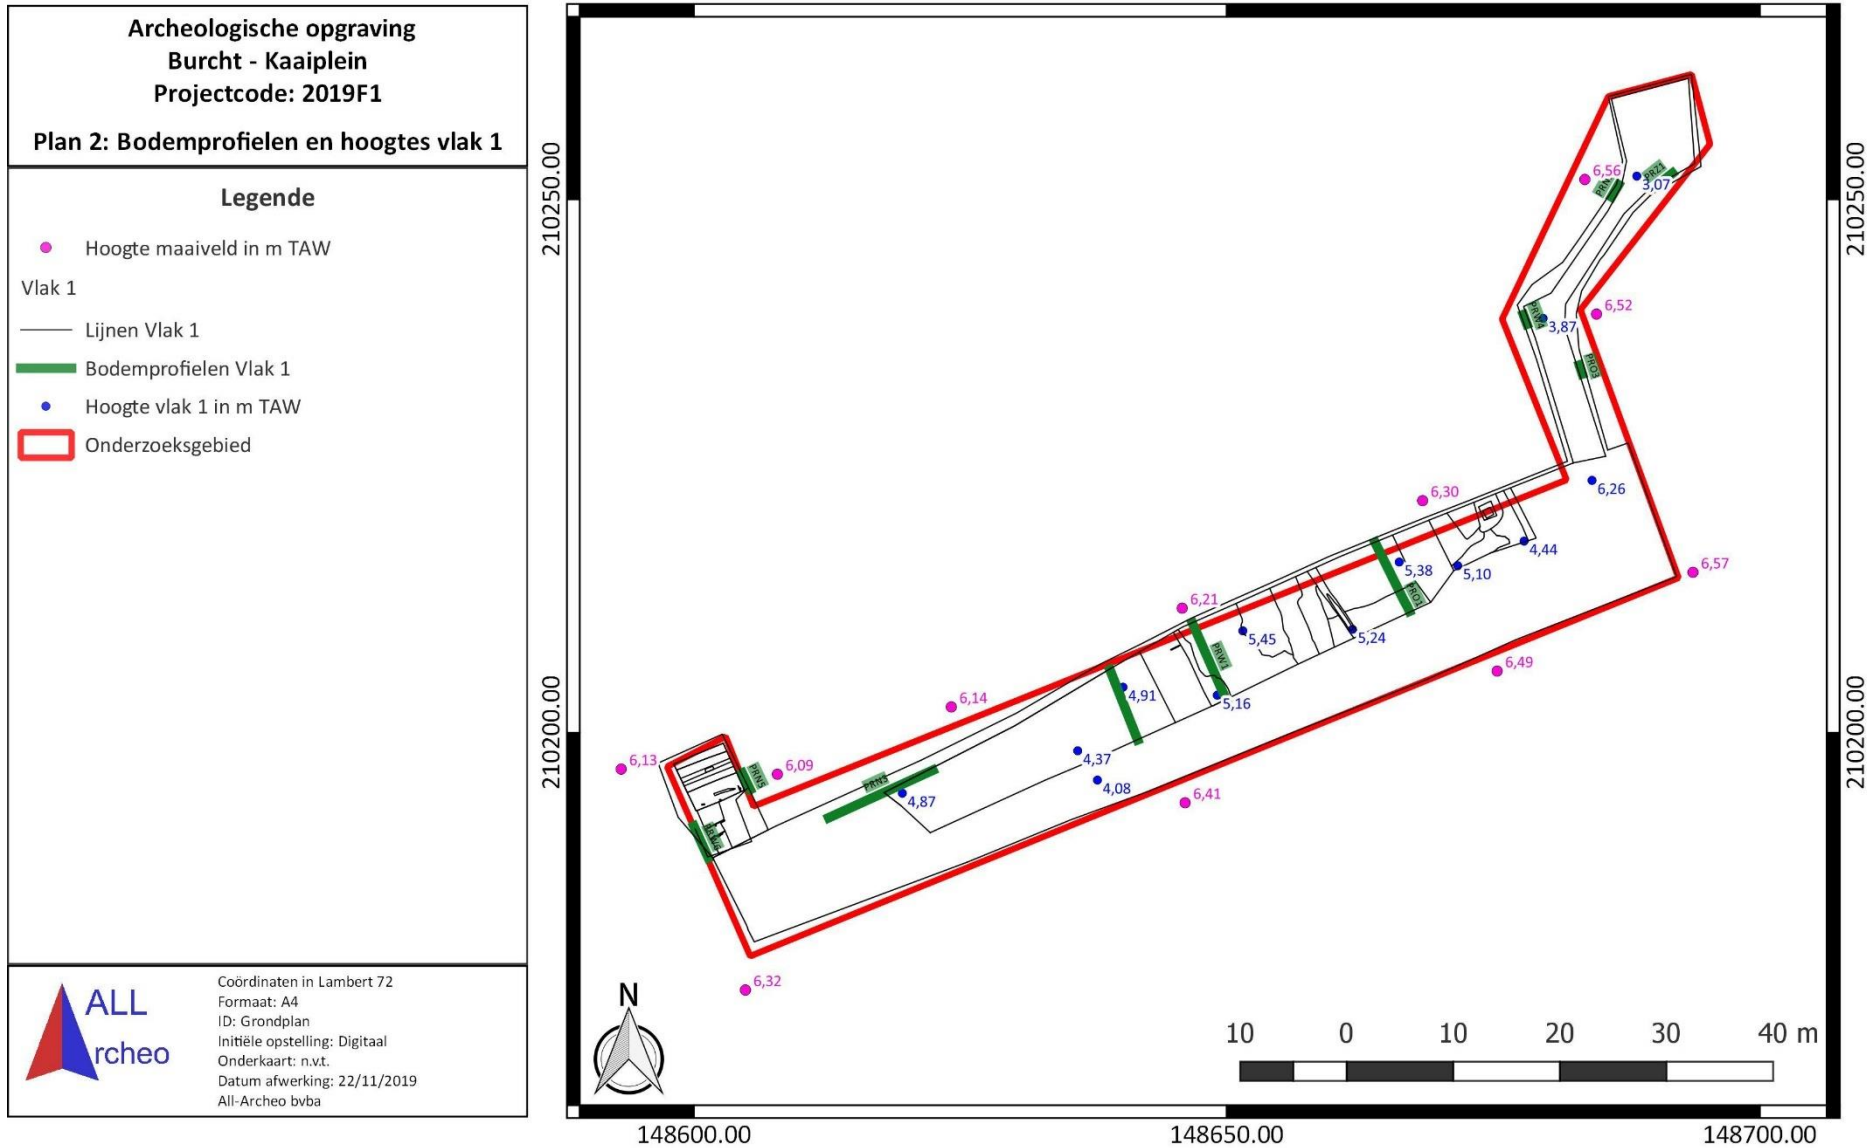 Archeologische opgraving
Burcht - Kaaiplein
Projectcode: 2019F1
Plan 2: Bodemprofielen en hoogtes vlak 1
Legende
Hoogte maaiveld in m TAW
Vlak 1
Lijnen Vlak 1
Bodemprofielen Vlak 1
Hoogte vlak 1 in m TAW
Onderzoeksgebied
ALL
rcheo
Coördinaten in Lambert 72
Formaat: A4
ID: Grondplan
Initiële opstelling: Digitaal
Onderkaart: n.v.t.
Datum afwerking: 22/11/2019
All-Archeo bvba
210250.00
210250.00
210200.00
210200.00
148600.00
148650.00
148700.00
6,56
PRZ1
3,07
6,52
3,87
PRO3
6,30
6,26
4,44
5,38
5,10
6,57
PRO1
6,21
5,45
5,24
PRW1
6,49
4,91
5,16
6,14
4,37
4,08
6,13
PRN5
6,09
PRN3
4,87
6,41
6,32
N
10 0 10 20 30 40 m